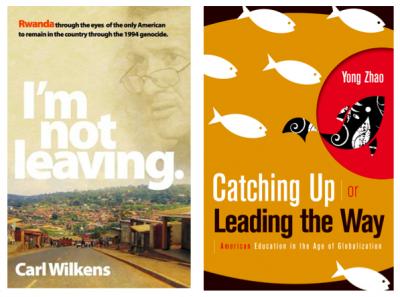 Rwanda through the eyes of the only American
to remain in the country through the 1994 genocide.
I'm
not
leaving.
Carl Wilkens
Yong Zhao
Catching Up or
Leading the Way
American Education in the Age of Globalization